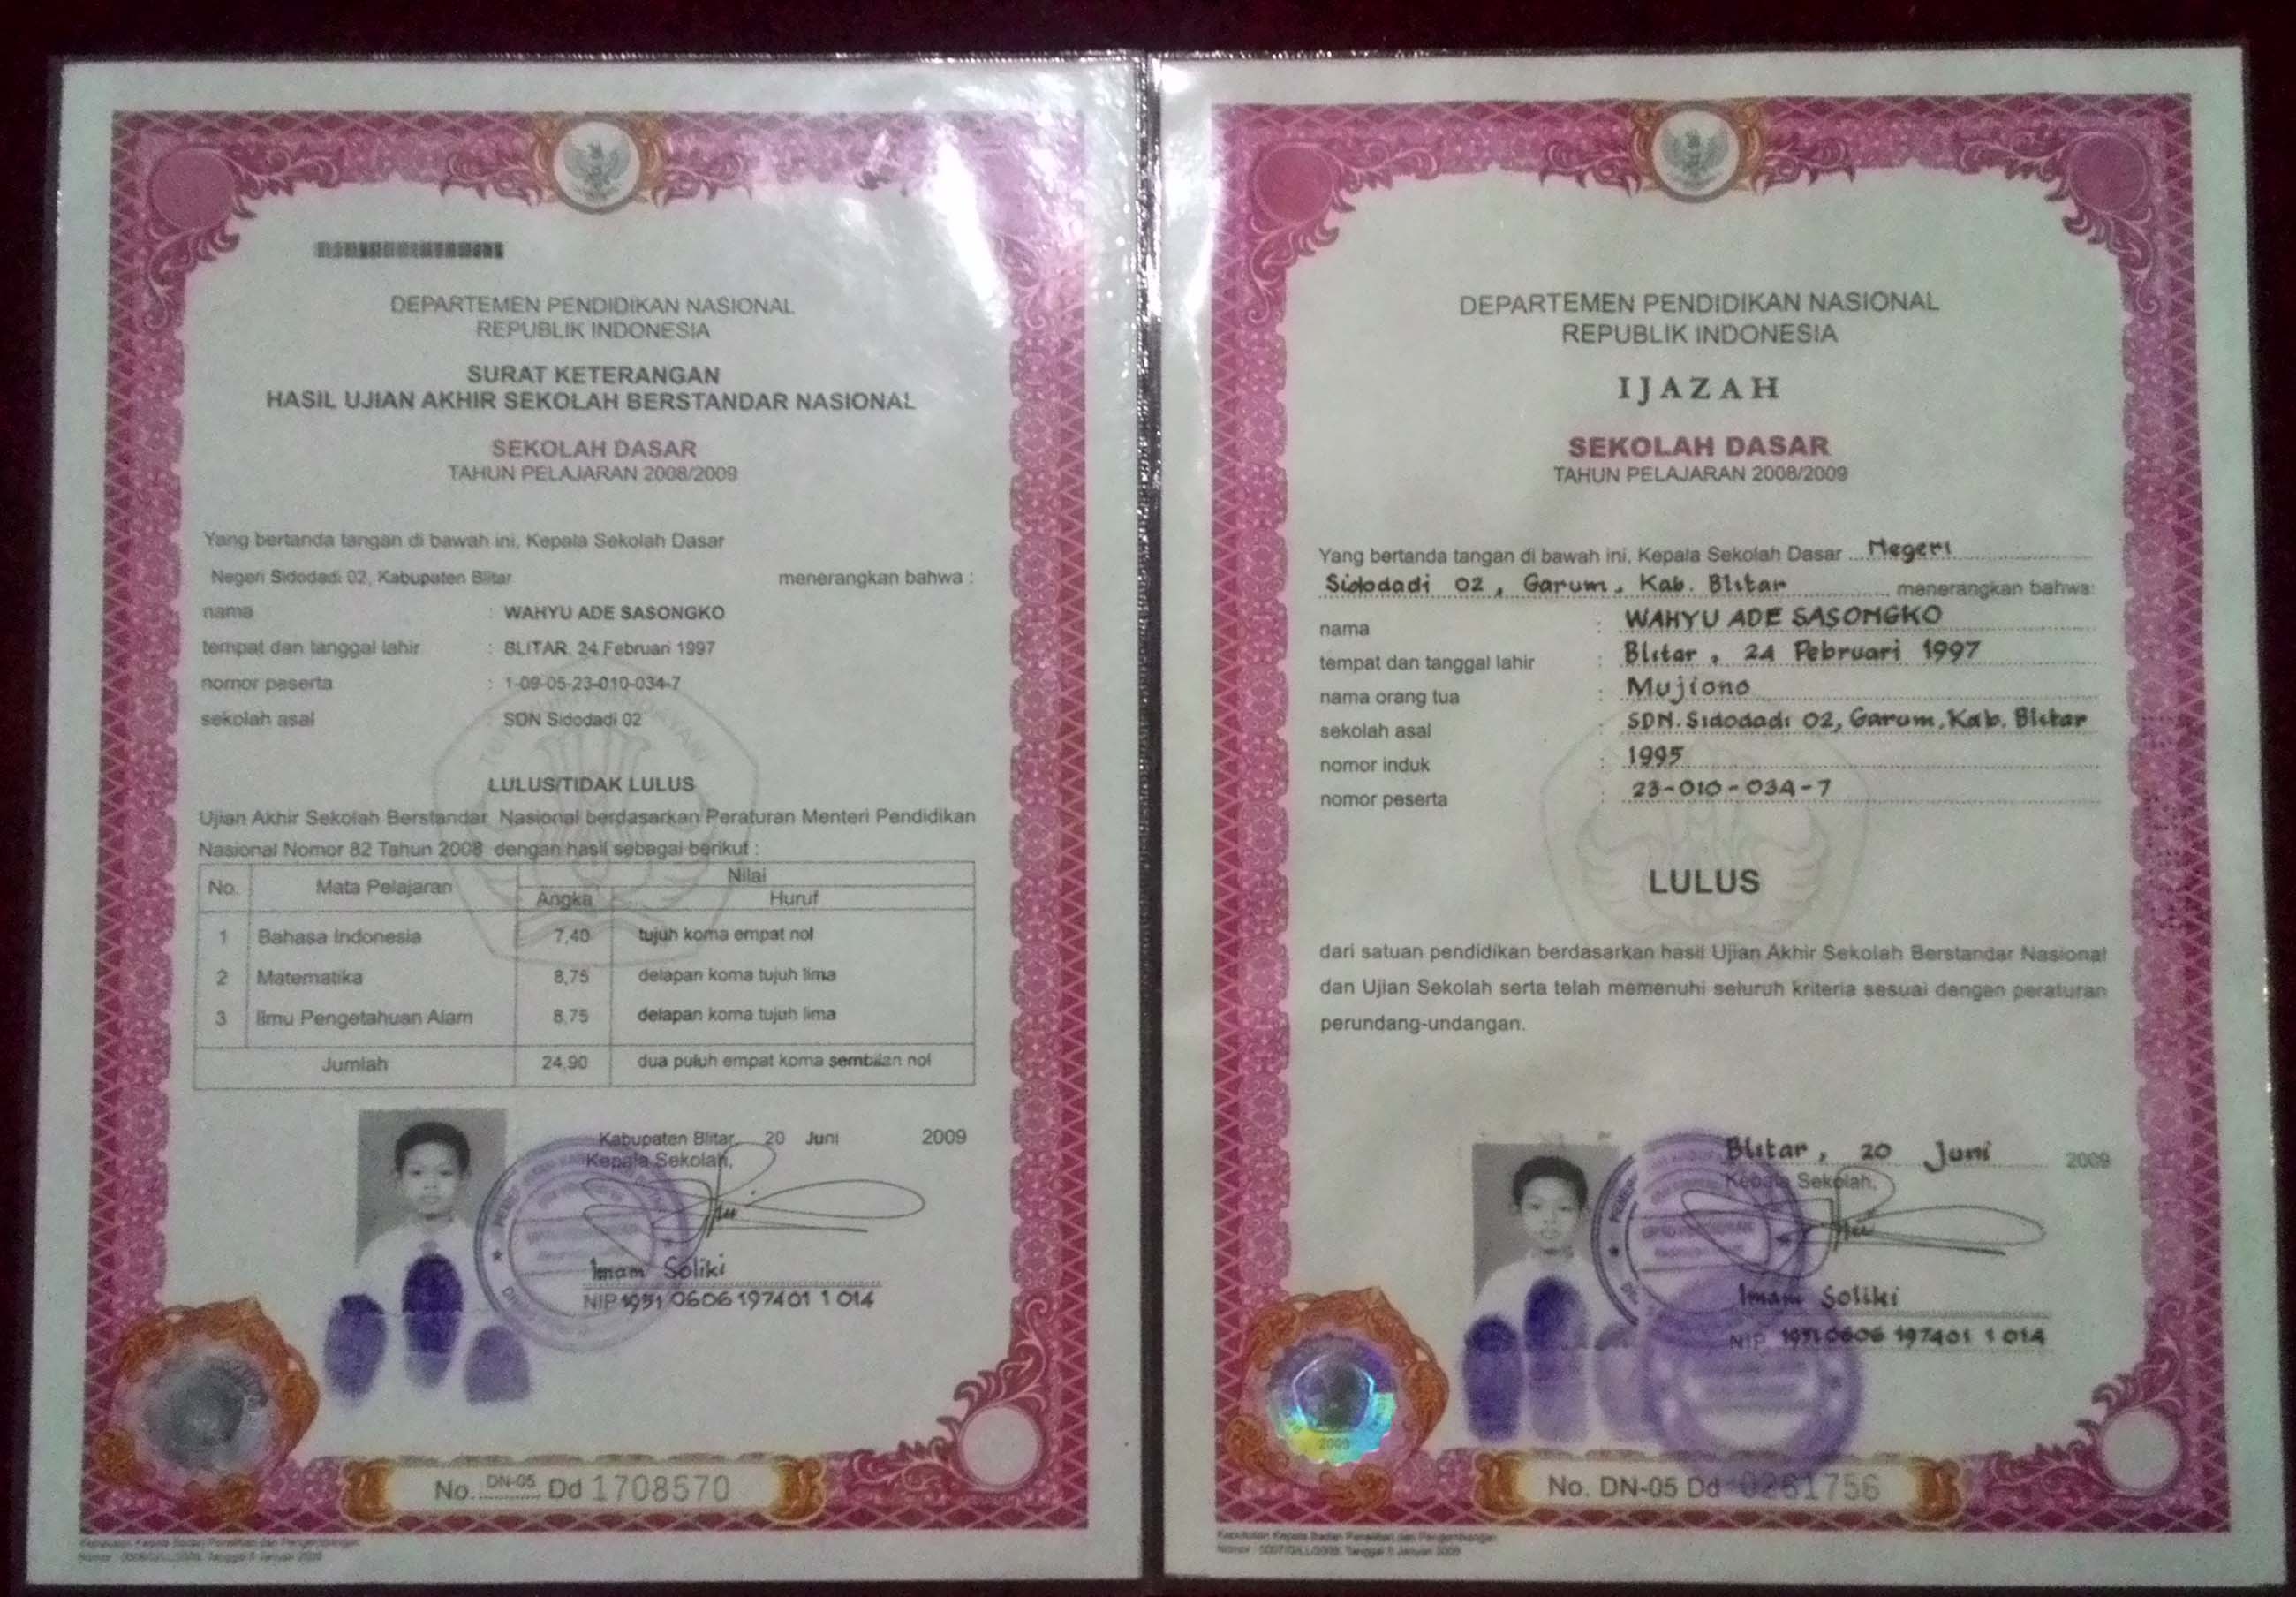 DEPARTEMEN PENDIDIKAN NASIONAL
REPUBLIK INDONESIA
SURAT KETERANGAN
HASIL UJIAN AKHIR SEKOLAH BERSTANDAR NASIONAL
SEKOLAH DASAR
TAHUN PELAJARAN 2008/2009
Yang bertanda tangan di bawah ini, Kepala Sekolah Dasar
Negeri Sidodadi 02, Kabupaten Blitar menerangkan bahwa :
nama : WAHYU ADE SASONGKO
tempat dan tanggal lahir : BLITAR, 24 Februari 1997
nomor peserta : 1-09-05-23-010-034-7
sekolah asal SDN Sidodadi 02
LULUS/TIDAK LULUS
Ujian Akhir Sekolah Berstandar Nasional berdasarkan Peraturan Menteri Pendidikan
Nasional Nomor 82 Tahun 2008 dengan hasil sebagai berikut :
No. Mata Pelajaran Nilai
Angka Huruf
1 Bahasa Indonesia 7,40 tujuh koma empat nol
2 Matematika 8,75 delapan koma tujuh lima
3 Ilmu Pengetahuan Alam 8,75 delapan koma tujuh lima
Jumlah 24,90 dua puluh empat koma sembilan nol
Kabupaten Blitar, 20 Juni 2009
Kepala Sekolah,
Imam Soliki
NIP 1951 0606 197401 1 014
No. DN-05 Dd 1708570
DEPARTEMEN PENDIDIKAN NASIONAL
REPUBLIK INDONESIA
IJAZAH
SEKOLAH DASAR
TAHUN PELAJARAN 2008/2009
Yang bertanda tangan di bawah ini, Kepala Sekolah Dasar Negeri
Sidodadi 02, Garum, Kab. Blitar menerangkan bahwa:
nama : WAHYU ADE SASONGKO
tempat dan tanggal lahir : Blitar, 24 Pebruari 1997
nama orang tua : Mujiono
sekolah asal : SDN. Sidodadi 02, Garum, Kab. Blitar
nomor induk : 1995
nomor peserta : 23-010-034-7
LULUS
dari satuan pendidikan berdasarkan hasil Ujian Akhir Sekolah Berstandar Nasional
dan Ujian Sekolah serta telah memenuhi seluruh kriteria sesuai dengan peraturan
perundang-undangan.
Blitar, 20 Juni 2009
Kepala Sekolah,
Imam Soliki
NIP. 19510606 197401 1 014
2009
No. DN-05 Dd 0261756